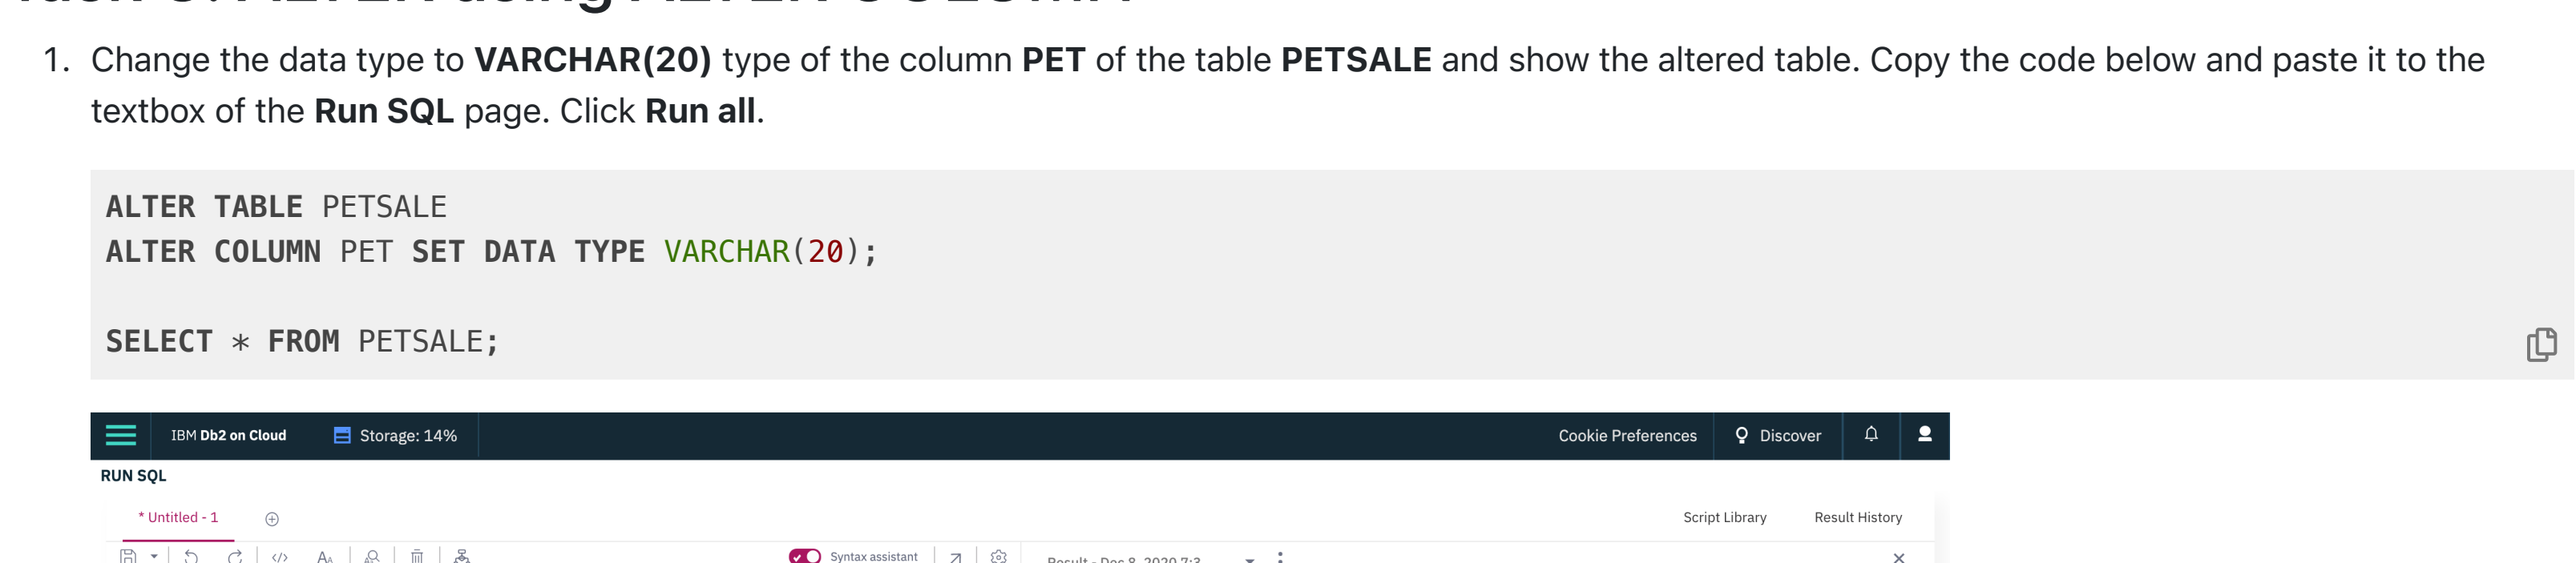 1. Change the data type to VARCHAR(20) type of the column PET of the table PETSALE and show the altered table. Copy the code below and paste it to the
textbox of the Run SQL page. Click Run all.
ALTER TABLE PETSALE
ALTER COLUMN PET SET DATA TYPE VARCHAR(20);
SELECT * FROM PETSALE;
IBM Db2 on Cloud Storage: 14% Cookie Preferences Discover
RUN SQL
* Untitled - 1 Script Library Result History
Syntax assistant